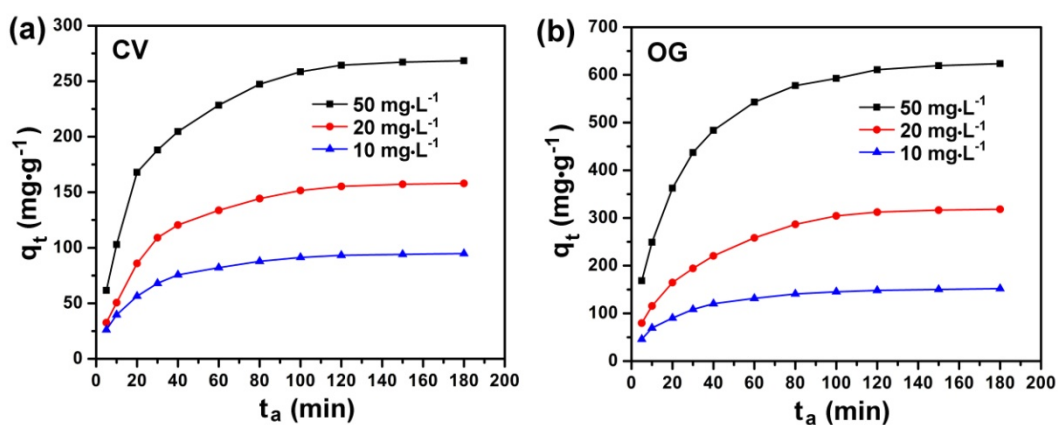 (a)
CV
300
250
200
150
100
50
0
qt (mg·g-1)
50 mg·L-1
20 mg·L-1
10 mg·L-1
0 20 40 60 80 100 120 140 160 180 200
ta (min)
(b)
OG
700
600
500
400
300
200
100
0
qt (mg·g-1)
50 mg·L-1
20 mg·L-1
10 mg·L-1
0 20 40 60 80 100 120 140 160 180 200
ta (min)